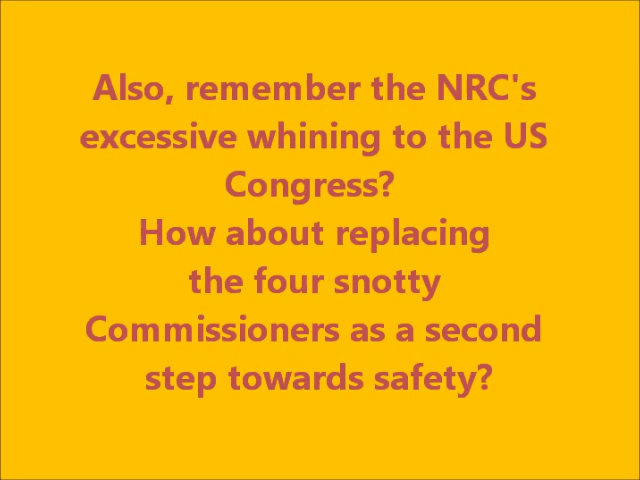 Also, remember the NRC's
excessive whining to the US
Congress?
How about replacing
the four snotty
Commissioners as a second
step towards safety?